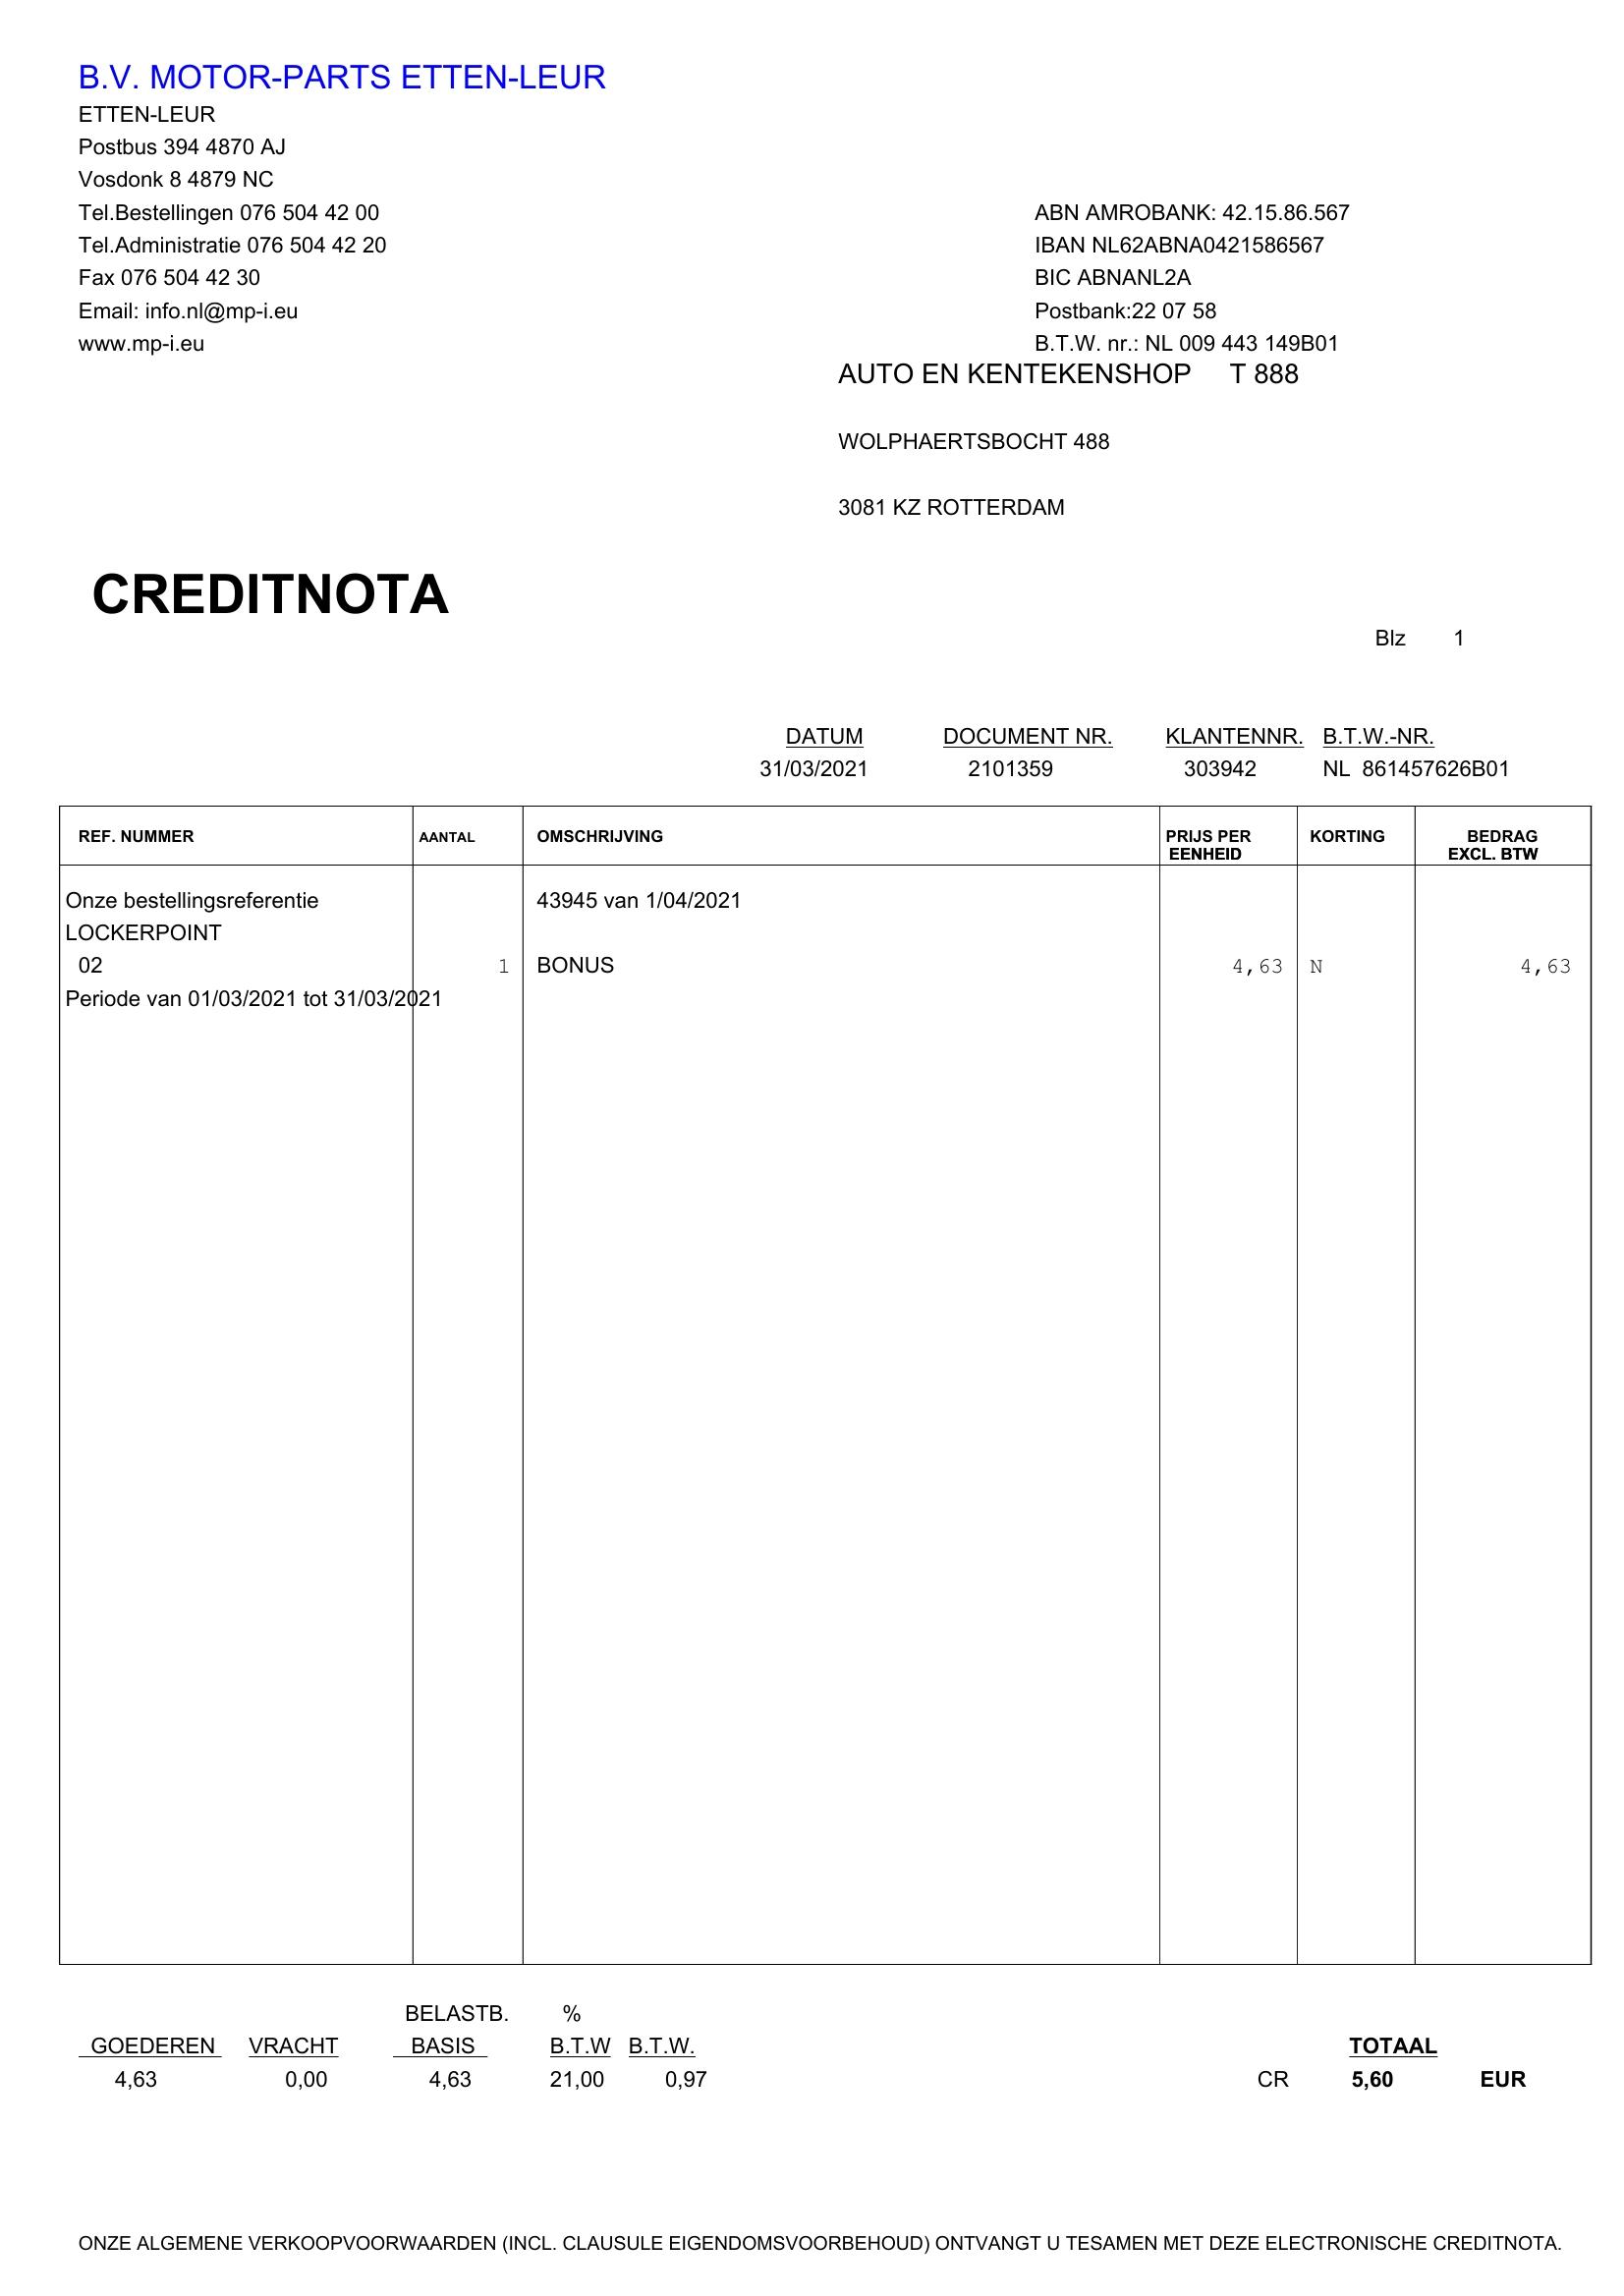 B.V. MOTOR-PARTS ETTEN-LEUR
ETTEN-LEUR
Postbus 394 4870 AJ
Vosdonk 8 4879 NC
Tel.Bestellingen 076 504 42 00
Tel.Administratie 076 504 42 20
Fax 076 504 42 30
Email: info.nl@mp-i.eu
www.mp-i.eu
ABN AMROBANK: 42.15.86.567
IBAN NL62ABNA0421586567
BIC ABNANL2A
Postbank:22 07 58
B.T.W. nr.: NL 009 443 149B01
AUTO EN KENTEKENSHOP T 888
WOLPHAERTSBOCHT 488
3081 KZ ROTTERDAM
CREDITNOTA
Blz 1
DATUM DOCUMENT NR. KLANTENNR. B.T.W.-NR.
31/03/2021 2101359 303942 NL 861457626B01
REF. NUMMER AANTAL OMSCHRIJVING PRIJS PER KORTING BEDRAG
EENHEID EXCL. BTW
Onze bestellingsreferentie 43945 van 1/04/2021
LOCKERPOINT
02 1 BONUS 4,63 N 4,63
Periode van 01/03/2021 tot 31/03/2021
BELASTB. %
GOEDEREN VRACHT BASIS B.T.W B.T.W. TOTAAL
4,63 0,00 4,63 21,00 0,97 CR 5,60 EUR
ONZE ALGEMENE VERKOOPVOORWAARDEN (INCL. CLAUSULE EIGENDOMSVOORBEHOUD) ONTVANGT U TESAMEN MET DEZE ELECTRONISCHE CREDITNOTA.